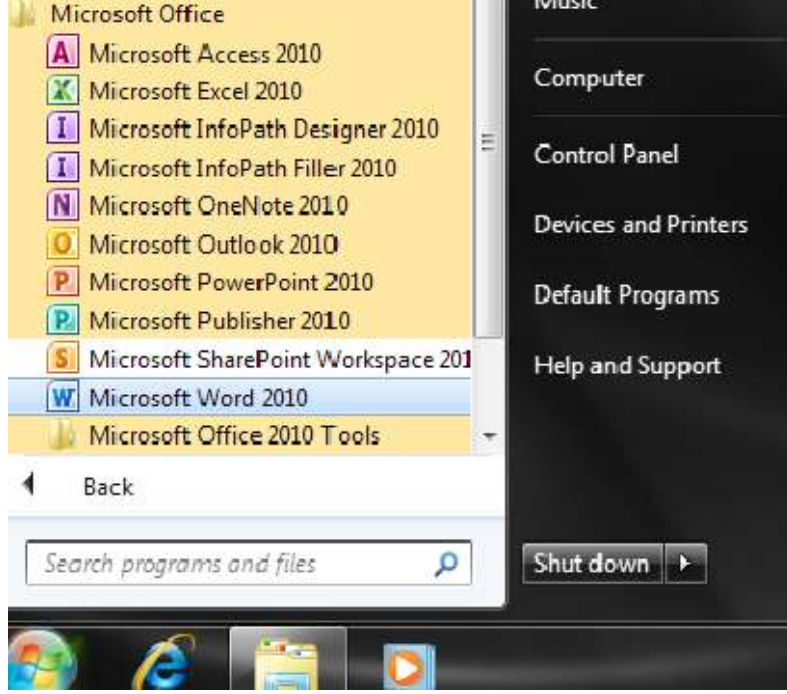 Microsoft Office
Microsoft Access 2010
Microsoft Excel 2010
Microsoft InfoPath Designer 2010
Microsoft InfoPath Filler 2010
Microsoft OneNote 2010
Microsoft Outlook 2010
Microsoft PowerPoint 2010
Microsoft Publisher 2010
Microsoft SharePoint Workspace 201
Microsoft Word 2010
Microsoft Office 2010 Tools
Back
Search programs and files
Music
Computer
Control Panel
Devices and Printers
Default Programs
Help and Support
Shut down